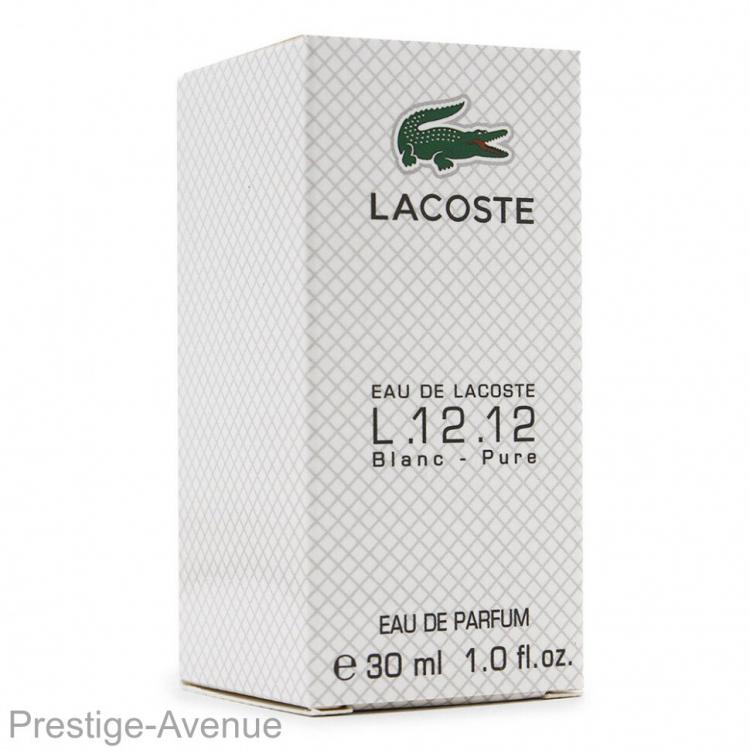 LACOSTE
EAU DE LACOSTE
L.12.12
Blanc - Pure
EAU DE PARFUM
e 30 ml 1.0 fl.oz.
Prestige-Avenue